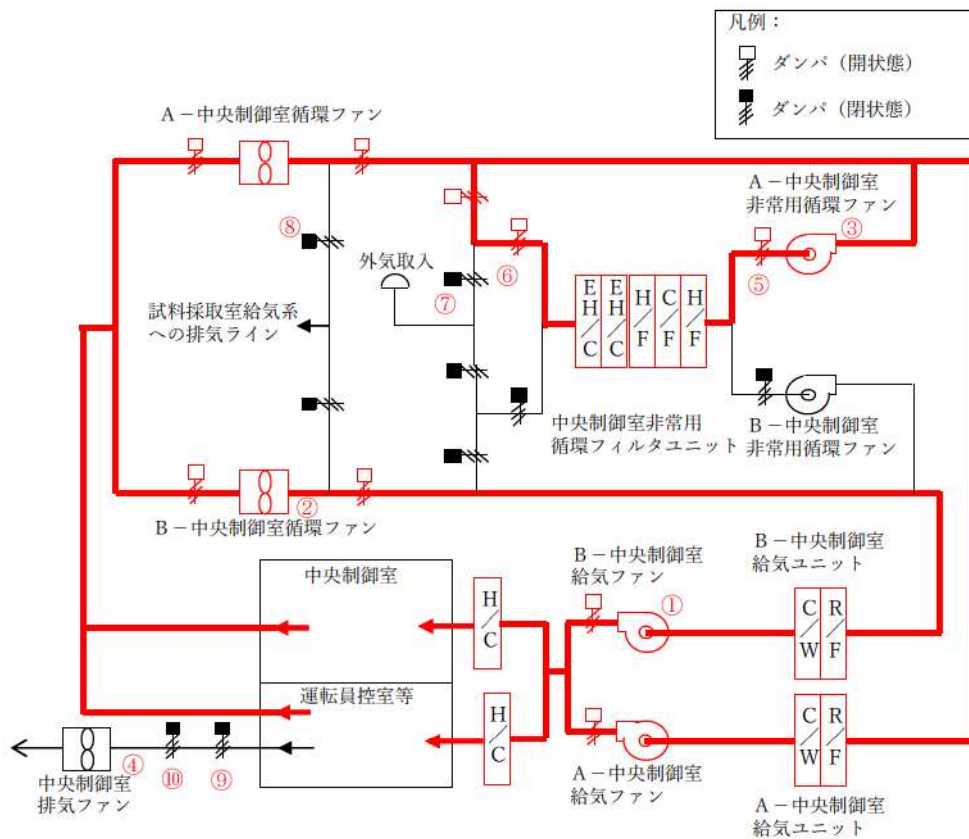 凡例：
ダンパ（開状態）
ダンパ（閉状態）
A－中央制御室循環ファン
A－中央制御室
非常用循環ファン
③
⑧
⑥
⑤
外気取入
⑦
試料採取室給気系
への排気ライン
E
H
／
C
E
H
／
C
H
／
F
C
／
F
H
／
F
中央制御室非常用
循環フィルタユニット
B－中央制御室
非常用循環ファン
②
B－中央制御室循環ファン
中央制御室
H
／
C
B－中央制御室
給気ファン
①
B－中央制御室
給気ユニット
C
／
W
R
／
F
運転員控室等
H
／
C
C
／
W
R
／
F
④
⑩
⑨
中央制御室
排気ファン
A－中央制御室
給気ファン
A－中央制御室
給気ユニット